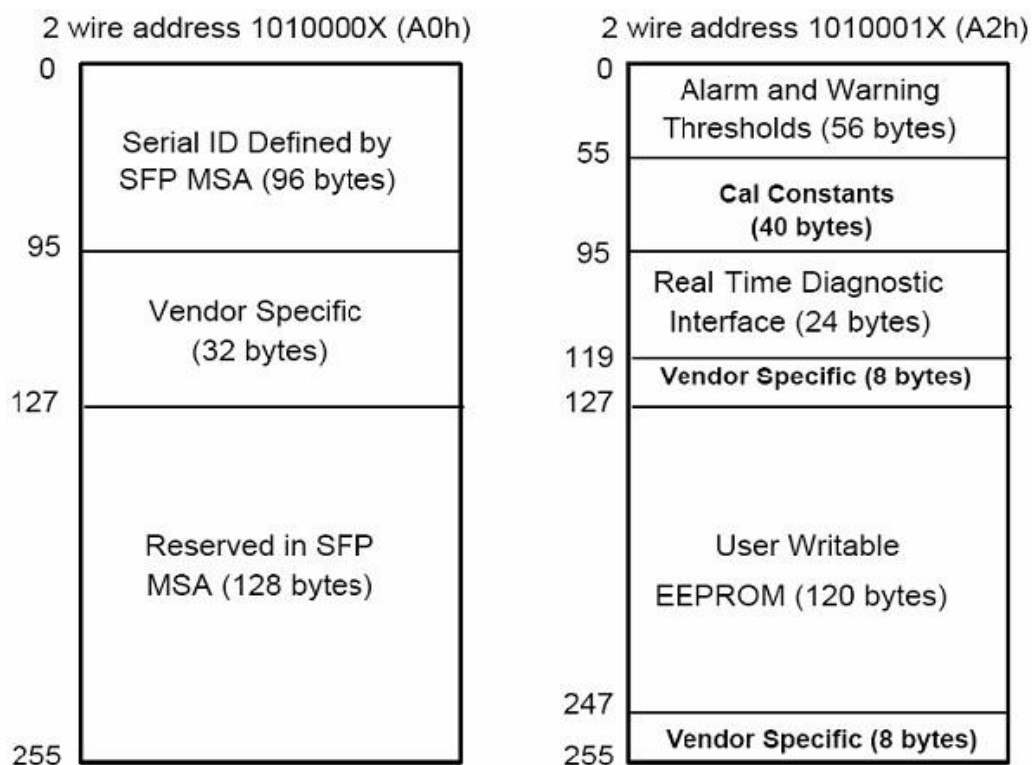 2 wire address 1010000X (A0h)
0
Serial ID Defined by
SFP MSA (96 bytes)
95
Vendor Specific
(32 bytes)
127
Reserved in SFP
MSA (128 bytes)
255
2 wire address 1010001X (A2h)
0
Alarm and Warning
Thresholds (56 bytes)
55
Cal Constants
(40 bytes)
95
Real Time Diagnostic
Interface (24 bytes)
119
Vendor Specific (8 bytes)
127
User Writable
EEPROM (120 bytes)
247
Vendor Specific (8 bytes)
255